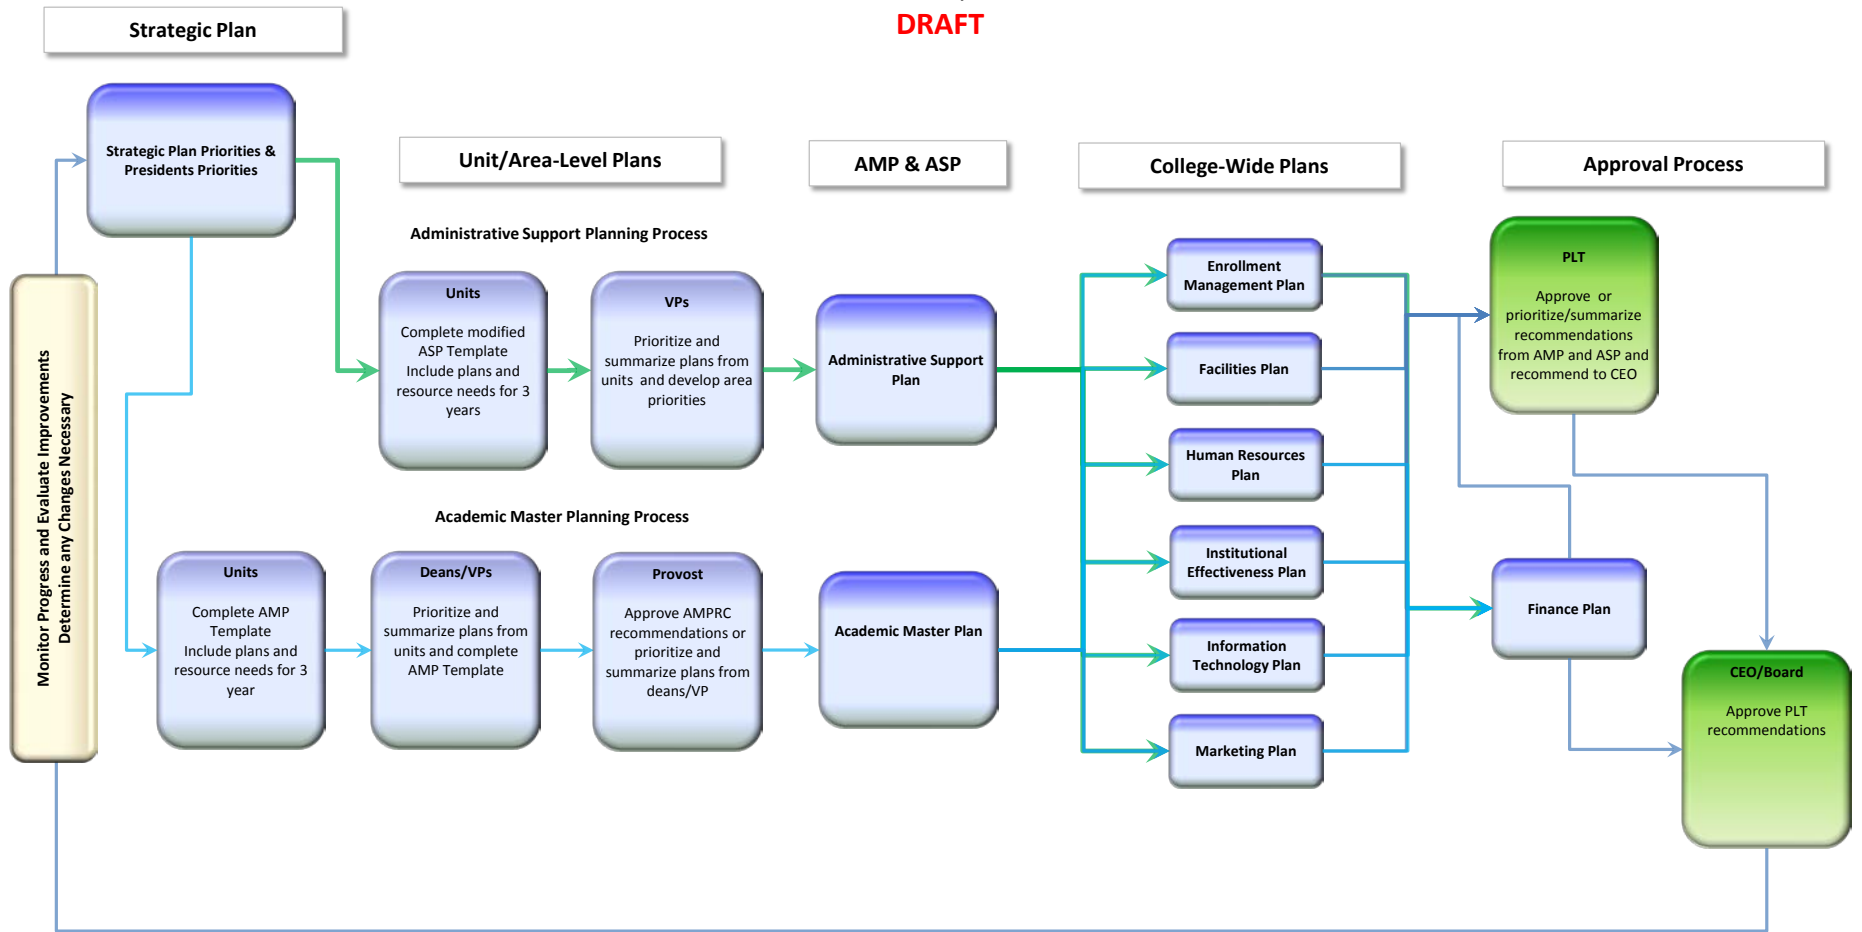 DRAFT
Strategic Plan
Strategic Plan Priorities &
Presidents Priorities
Unit/Area-Level Plans
AMP & ASP
College-Wide Plans
Approval Process
Administrative Support Planning Process
Units
Complete modified
ASP Template
Include plans and
resource needs for 3
years
VPs
Prioritize and
summarize plans from
units and develop area
priorities
Administrative Support
Plan
Enrollment
Management Plan
Facilities Plan
Human Resources
Plan
Institutional
Effectiveness Plan
Information
Technology Plan
Marketing Plan
PLT
Approve or
prioritize/summarize
recommendations
from AMP and ASP and
recommend to CEO
Monitor Progress and Evaluate Improvements
Determine any Changes Necessary
Academic Master Planning Process
Units
Complete AMP
Template
Include plans and
resource needs for 3
year
Deans/VPs
Prioritize and
summarize plans from
units and complete
AMP Template
Provost
Approve AMPRC
recommendations or
prioritize and
summarize plans from
deans/VP
Academic Master Plan
Finance Plan
CEO/Board
Approve PLT
recommendations